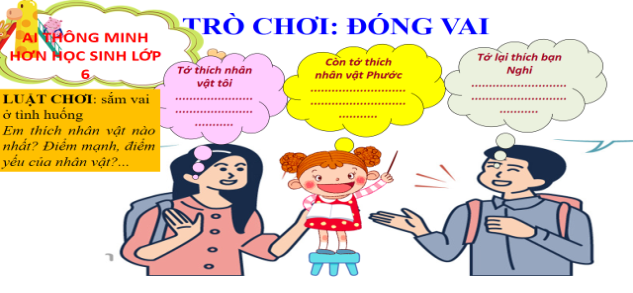 TRÒ CHƠI: ĐÓNG VAI
AI THÔNG MINH
HƠN HỌC SINH LỚP
6
LUẬT CHƠI: sắm vai
ở tình huống
Em thích nhân vật nào
nhất? Điểm mạnh, điểm
yếu của nhân vật?...
Tớ thích nhân
vật tôi
........................
........................
............
Còn tớ thích
nhân vật Phước
.............................
.............................
............
Tớ lại thích bạn
Nghi
.............................
.............................
............